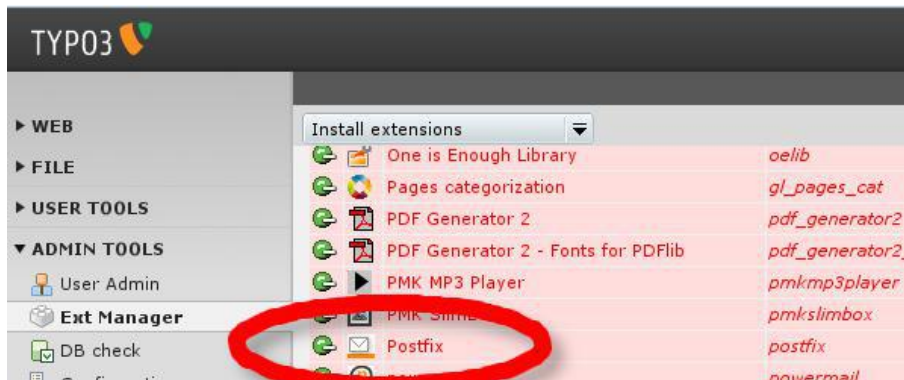 TYPO3
▶ WEB
▶ FILE
▶ USER TOOLS
▼ ADMIN TOOLS
User Admin
Ext Manager
DB check
Install extensions
One is Enough Library oelib
Pages categorization gl_pages_cat
PDF Generator 2 pdf_generator2
PDF Generator 2 - Fonts for PDFlib pdf_generator2_
PMK MP3 Player pmkmp3player
PMK pmkslimbox
Postfix postfix
powermail